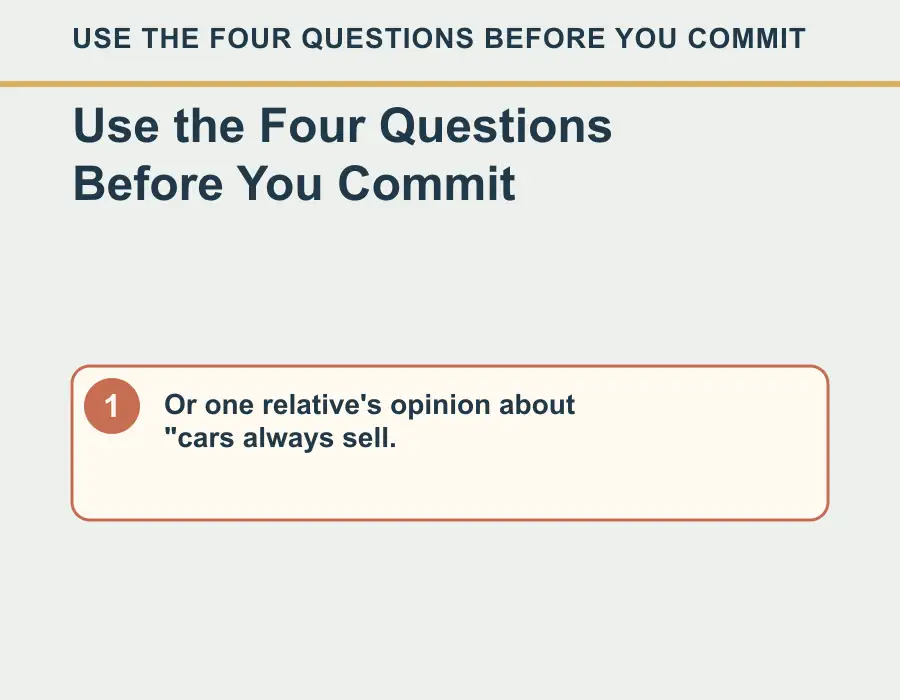 USE THE FOUR QUESTIONS BEFORE YOU COMMIT
Use the Four Questions
Before You Commit
1
Or one relative's opinion about
"cars always sell.